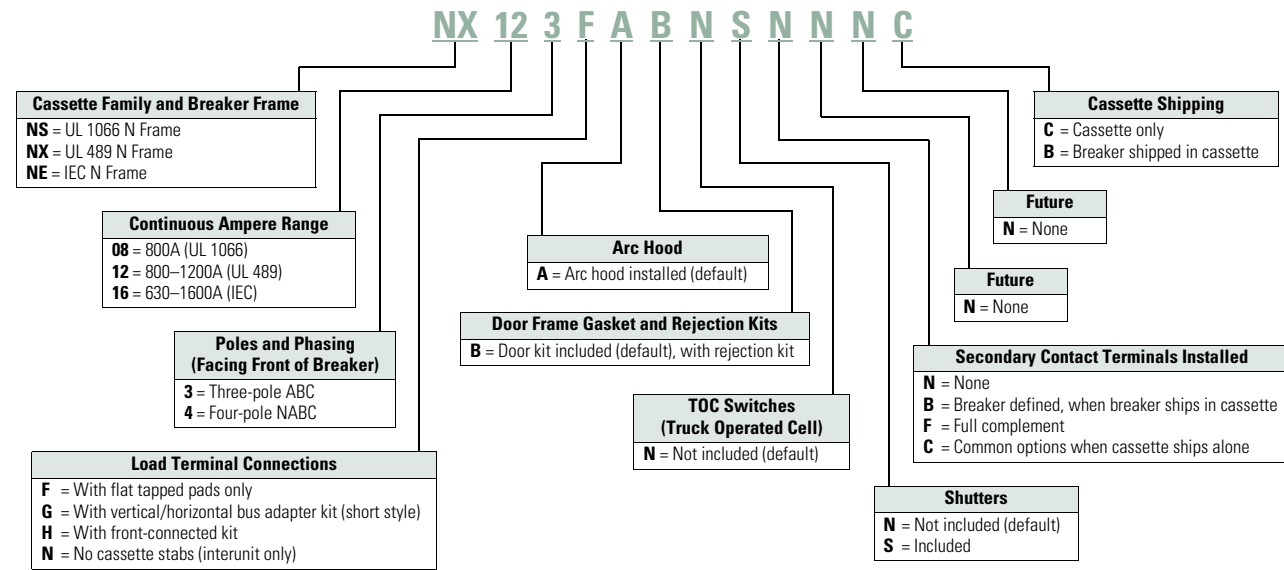 NX 12 3 F A B N S N N N C
Cassette Family and Breaker Frame
NS = UL 1066 N Frame
NX = UL 489 N Frame
NE = IEC N Frame
Continuous Ampere Range
08 = 800A (UL 1066)
12 = 800–1200A (UL 489)
16 = 630–1600A (IEC)
Poles and Phasing
(Facing Front of Breaker)
3 = Three-pole ABC
4 = Four-pole NABC
Load Terminal Connections
F = With flat tapped pads only
G = With vertical/horizontal bus adapter kit (short style)
H = With front-connected kit
N = No cassette stabs (interunit only)
Arc Hood
A = Arc hood installed (default)
Door Frame Gasket and Rejection Kits
B = Door kit included (default), with rejection kit
TOC Switches
(Truck Operated Cell)
N = Not included (default)
Shutters
N = Not included (default)
S = Included
Secondary Contact Terminals Installed
N = None
B = Breaker defined, when breaker ships in cassette
F = Full complement
C = Common options when cassette ships alone
Future
N = None
Future
N = None
Cassette Shipping
C = Cassette only
B = Breaker shipped in cassette